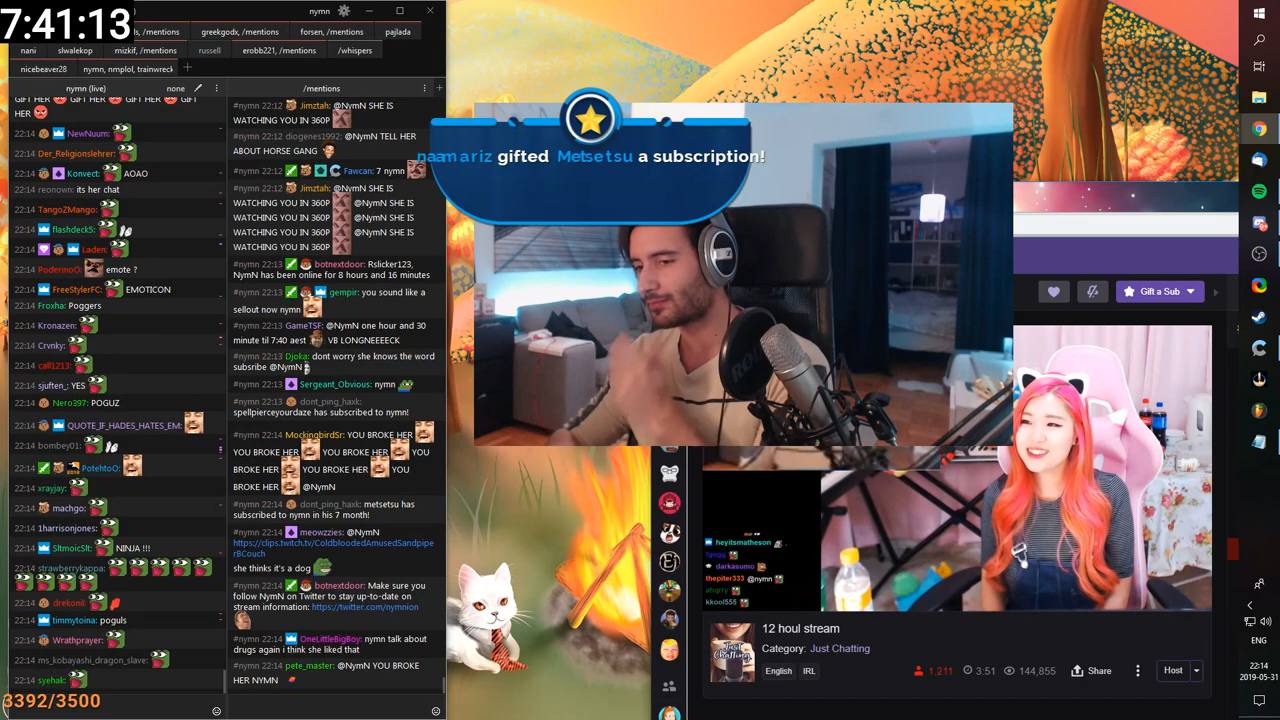 7:41:13
nymn
ds, /mentions
greekgodx, /mentions
forsen, /mentions
pajlada
nani
slwalekop
mizkif, /mentions
russell
erobb221, /mentions
/whispers
nicebeaver28
nymn, nmplol, trainwreck
nymn (live)
none
GIFT HER GIFT HER GIFT HER GIFT
HER
NewNuum:
22:14 Der_Religionslehrer:
22:14 Konvect: AOAO
22:14 reonown: its her chat
22:14 TangoZMango:
22:14 flashdeck5:
22:14 Laden:
22:14 PoderinoO: emote ?
22:14 FreeStylerFC: EMOTICON
22:14 Froxha: Poggers
22:14 Kronazen:
22:14 Crvnky:
22:14 call1213:
22:14 sjuften_: YES
22:14 Nero397: POGUZ
22:14 QUOTE_IF_HADES_HATES_EM:
22:14 bombey01:
22:14 PotehtoO:
22:14 xrayjay:
22:14 machgo:
22:14 1harrisonjones:
22:14 SltmoicSlt: NINJA !!!
22:14 strawberrykappa:
22:14 drekonil:
22:14 timmytoina: poguls
22:14 Wrathprayer:
22:14 ms_kobayashi_dragon_slave:
22:14 syehak:
3392/3500
/mentions
#nymn 22:12 Jimztah: @NymN SHE IS
WATCHING YOU IN 360P
#nymn 22:12 diogenes1992: @NymN TELL HER
ABOUT HORSE GANG
#nymn 22:12 Fawcan: 7 nymn
#nymn 22:12 Jimztah: @NymN SHE IS
WATCHING YOU IN 360P @NymN SHE IS
WATCHING YOU IN 360P @NymN SHE IS
WATCHING YOU IN 360P @NymN SHE IS
WATCHING YOU IN 360P
#nymn 22:13 botnextdoor: Rslicker123,
NymN has been online for 8 hours and 16 minutes
#nymn 22:13 gempir: you sound like a
sellout now nymn
#nymn 22:13 GameTSF: @NymN one hour and 30
minute til 7:40 aest VB LONGNEEEECK
#nymn 22:13 Djoka: dont worry she knows the word
subsribe @NymN
#nymn 22:13 Sergeant_Obvious: nymn
#nymn 22:13 dont_ping_haxk:
spellpierceyourdaze has subscribed to nymn!
#nymn 22:14 MockingbirdSr: YOU BROKE HER
YOU BROKE HER YOU BROKE HER YOU
BROKE HER YOU BROKE HER YOU
BROKE HER @NymN
#nymn 22:14 dont_ping_haxk: metsetsu has
subscribed to nymn in his 7 month!
#nymn 22:14 meowzzies: @NymN
https://clips.twitch.tv/ColdbloodedAmusedSandpipe
rBCouch
she thinks it's a dog
#nymn 22:14 botnextdoor: Make sure you
follow NymN on Twitter to stay up-to-date on
stream information: https://twitter.com/nymnion
#nymn 22:14 OneLittleBigBoy: nymn talk about
drugs again i think she liked that
#nymn 22:14 pete_master: @NymN YOU BROKE
HER NYMN
naamariz gifted Metsetsu a subscription!
Gift a Sub
heyitsmatheson
darkasumo
thepiter333 @nymn
ahqrry
kkool555
12 houl stream
Category: Just Chatting
Just Chatting
English
IRL
1,211
3:51
144,855
Share
Host
ENG
22:14
2019-05-31